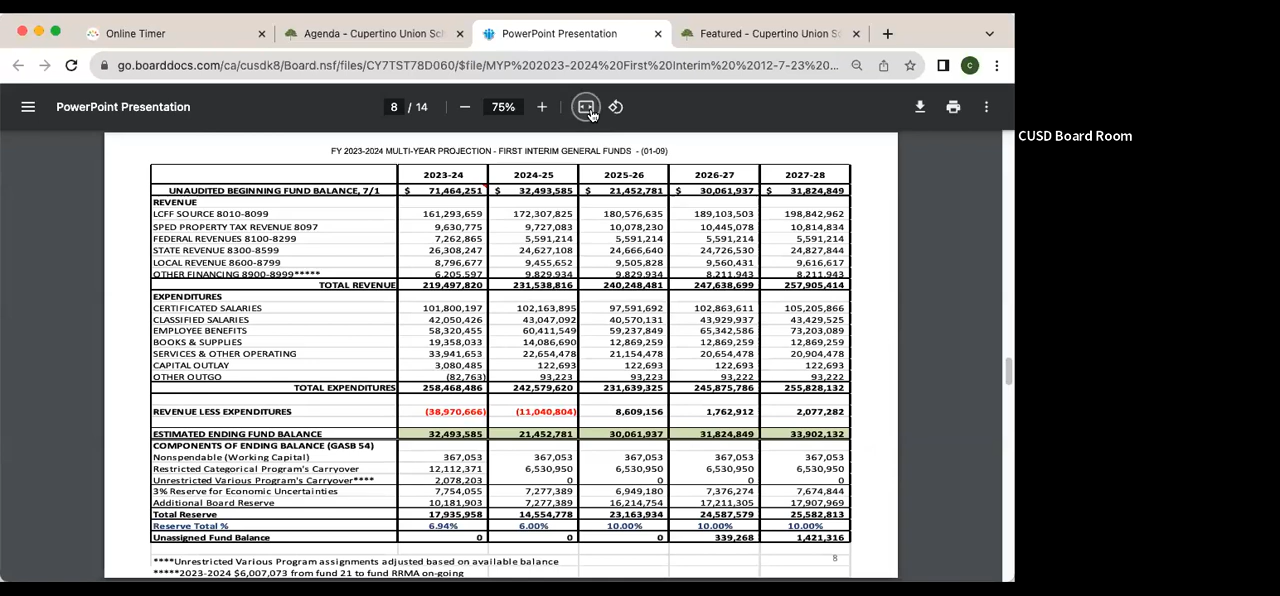 Online Timer
Agenda - Cupertino Union Sch
PowerPoint Presentation
Featured - Cupertino Union Sc
go.boarddocs.com/ca/cusdk8/Board.nsf/files/CY7TST78D060/$file/MYP%202023-2024%20First%20Interim%20%2012-7-23%20...
C
PowerPoint Presentation
8 / 14
75%
CUSD Board Room
FY 2023-2024 MULTI-YEAR PROJECTION - FIRST INTERIM GENERAL FUNDS - (01-09)
2023-24 2024-25 2025-26 2026-27 2027-28
UNAUDITED BEGINNING FUND BALANCE, 7/1 $ 71,464,251 $ 32,493,585 $ 21,452,781 $ 30,061,937 $ 31,824,849
REVENUE
LCFF SOURCE 8010-8099 161,293,659 172,307,825 180,576,635 189,103,503 198,842,962
SPED PROPERTY TAX REVENUE 8097 9,630,775 9,727,083 10,078,230 10,445,078 10,814,834
FEDERAL REVENUES 8100-8299 7,262,865 5,591,214 5,591,214 5,591,214 5,591,214
STATE REVENUE 8300-8599 26,308,247 24,627,108 24,666,640 24,726,530 24,827,844
LOCAL REVENUE 8600-8799 8,796,677 9,455,652 9,505,828 9,560,431 9,616,617
OTHER FINANCING 8900-8999***** 6,205,597 9,829,934 9,829,934 8,211,943 8,211,943
TOTAL REVENUE 219,497,820 231,538,816 240,248,481 247,638,699 257,905,414
EXPENDITURES
CERTIFICATED SALARIES 101,800,197 102,163,895 97,591,692 102,863,611 105,205,866
CLASSIFIED SALARIES 42,050,426 43,047,092 40,570,131 43,929,937 43,429,525
EMPLOYEE BENEFITS 58,320,455 60,411,549 59,237,849 65,342,586 73,203,089
BOOKS & SUPPLIES 19,358,033 14,086,690 12,869,259 12,869,259 12,869,259
SERVICES & OTHER OPERATING 33,941,653 22,654,478 21,154,478 20,654,478 20,904,478
CAPITAL OUTLAY 3,080,485 122,693 122,693 122,693 122,693
OTHER OUTGO (82,763) 93,223 93,223 93,222 93,222
TOTAL EXPENDITURES 258,468,486 242,579,620 231,639,325 245,875,786 255,828,132
REVENUE LESS EXPENDITURES (38,970,666) (11,040,804) 8,609,156 1,762,912 2,077,282
ESTIMATED ENDING FUND BALANCE 32,493,585 21,452,781 30,061,937 31,824,849 33,902,132
COMPONENTS OF ENDING BALANCE (GASB 54)
Nonspendable (Working Capital) 367,053 367,053 367,053 367,053 367,053
Restricted Categorical Program's Carryover 12,112,371 6,530,950 6,530,950 6,530,950 6,530,950
Unrestricted Various Program's Carryover**** 2,078,203 0 0 0 0
3% Reserve for Economic Uncertainties 7,754,055 7,277,389 6,949,180 7,376,274 7,674,844
Additional Board Reserve 10,181,903 7,277,389 16,214,754 17,211,305 17,907,969
Total Reserve 17,935,958 14,554,778 23,163,934 24,587,579 25,582,813
Reserve Total % 6.94% 6.00% 10.00% 10.00% 10.00%
Unassigned Fund Balance 0 0 0 339,268 1,421,316
****Unrestricted Various Program assignments adjusted based on available balance
8
*****2023-2024 $6,007,073 from fund 21 to fund RRMA on-going